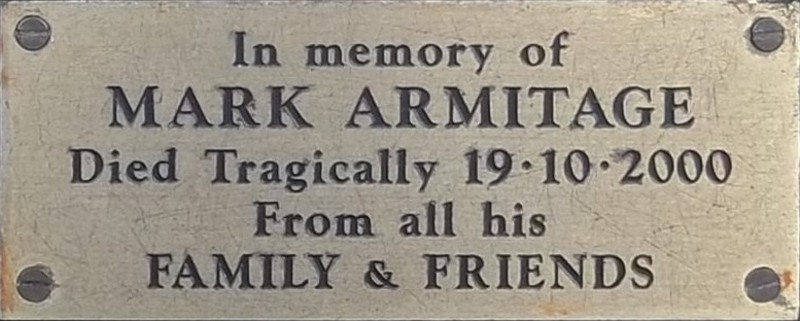 In memory of
MARK ARMITAGE
Died Tragically 19·10·2000
From all his
FAMILY & FRIENDS